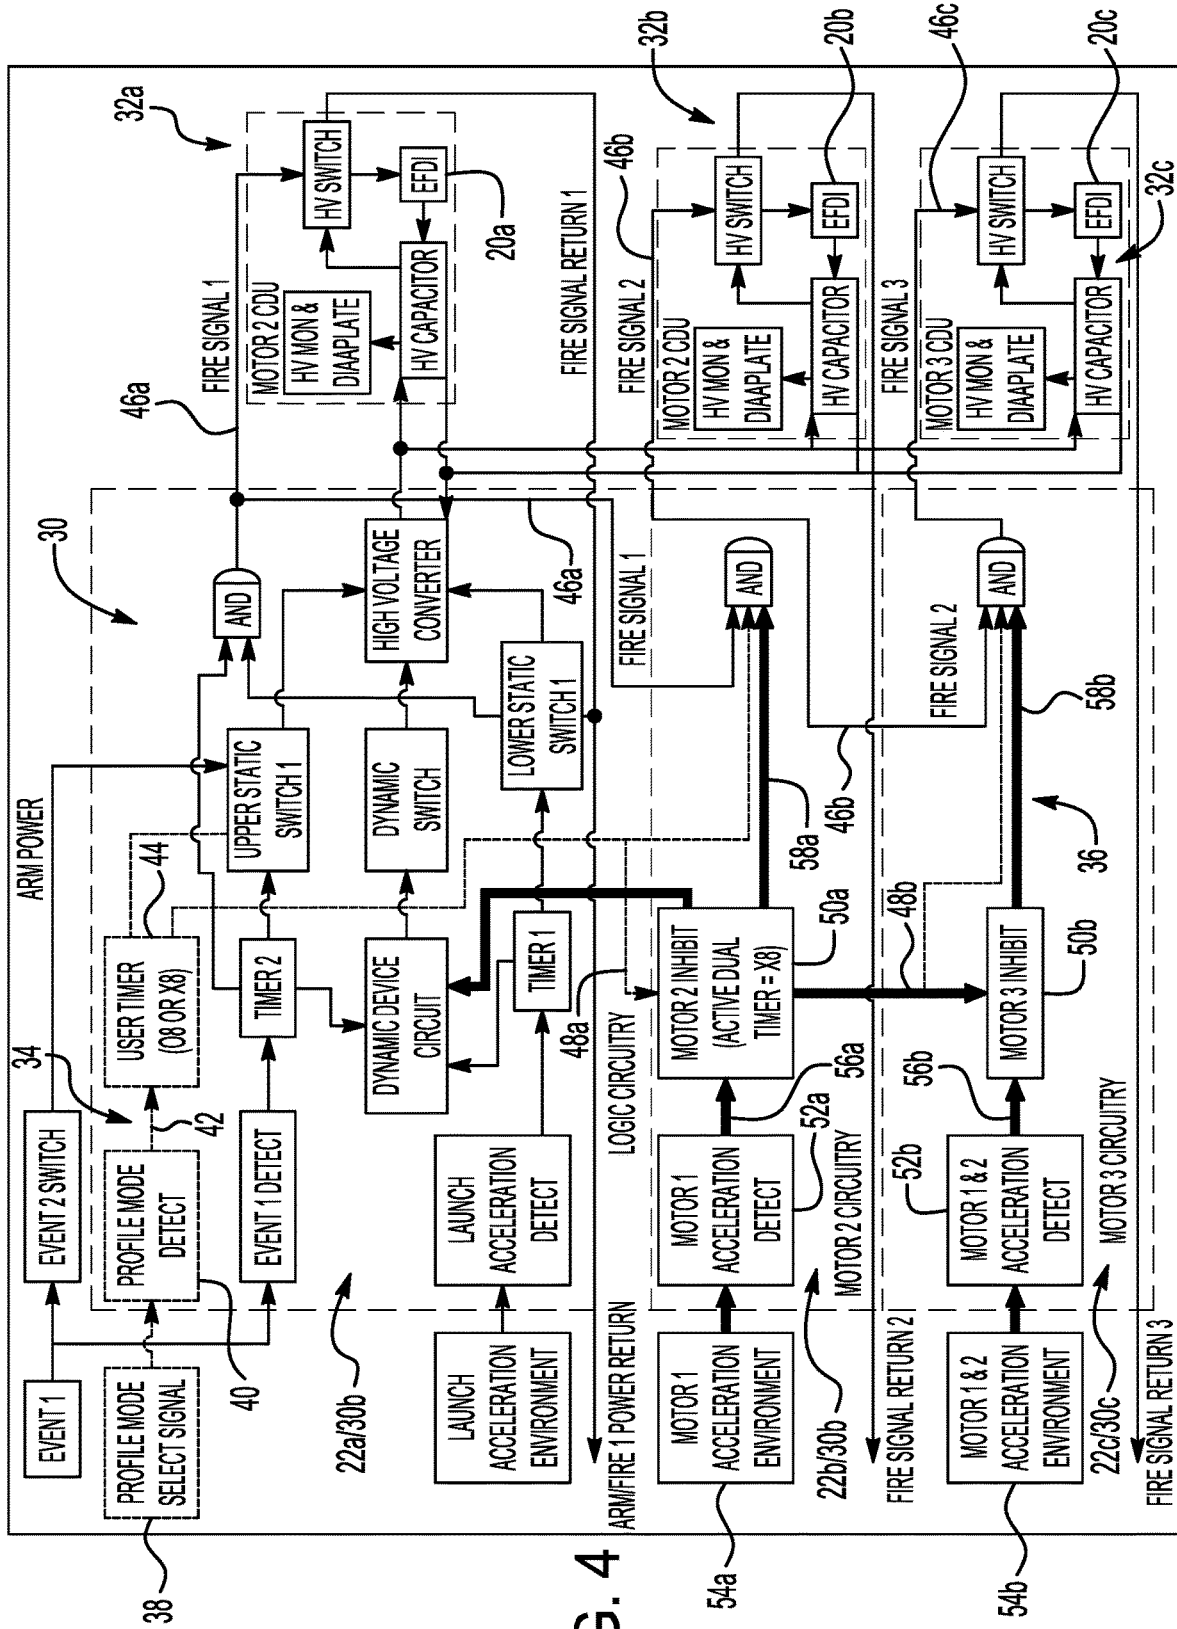 30
46a
32a
ARM POWER
FIRE SIGNAL 1
EVENT 1
EVENT 2 SWITCH
34
44
AND
HV SWITCH
MOTOR 2 CDU
HV MON &
DIAAPLATE
EFDI
HV CAPACITOR
20a
38
PROFILE MODE
SELECT SIGNAL
40
PROFILE MODE
DETECT
42
USER TIMER
(O8 OR X8)
UPPER STATIC
SWITCH 1
EVENT 1 DETECT
TIMER 2
HIGH VOLTAGE
CONVERTER
22a/30b
DYNAMIC DEVICE
CIRCUIT
DYNAMIC
SWITCH
46a
LAUNCH
ACCELERATION
ENVIRONMENT
LAUNCH
ACCELERATION
DETECT
TIMER 1
LOWER STATIC
SWITCH 1
FIRE SIGNAL RETURN 1
48a
ARM/FIRE 1 POWER RETURN
LOGIC CIRCUITRY
FIRE SIGNAL 1
FIRE SIGNAL 2
46b
32b
54a
MOTOR 1
ACCELERATION
ENVIRONMENT
MOTOR 1
ACCELERATION
DETECT
56a
52a
MOTOR 2 INHIBIT
(ACTIVE DUAL
TIMER = X8)
50a
58a
AND
MOTOR 2 CDU
HV MON &
DIAAPLATE
HV SWITCH
EFDI
HV CAPACITOR
20b
22b/30b
MOTOR 2 CIRCUITRY
46b
FIRE SIGNAL RETURN 2
52b
56b
48b
36
FIRE SIGNAL 2
FIRE SIGNAL 3
46c
54b
MOTOR 1 & 2
ACCELERATION
ENVIRONMENT
MOTOR 1 & 2
ACCELERATION
DETECT
MOTOR 3 INHIBIT
50b
58b
AND
MOTOR 3 CDU
HV MON &
DIAAPLATE
HV SWITCH
EFDI
HV CAPACITOR
20c
32c
22c/30c
MOTOR 3 CIRCUITRY
FIRE SIGNAL RETURN 3
G. 4